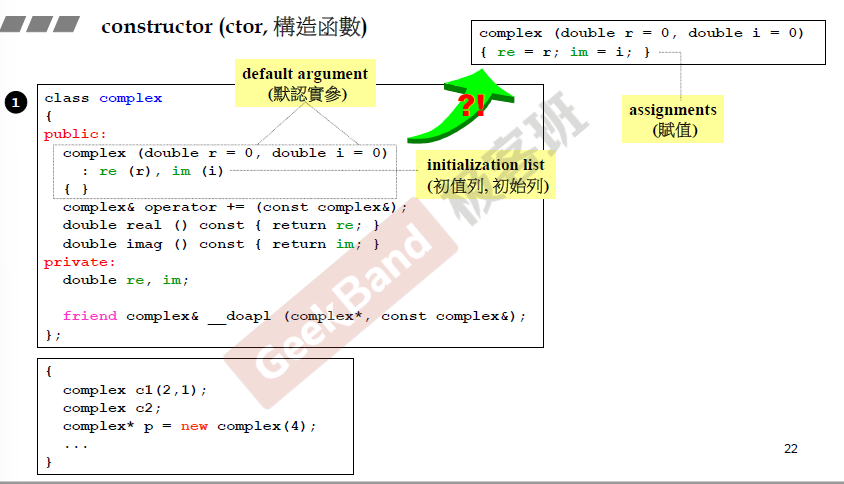 constructor (ctor, 構造函數)
complex (double r = 0, double i = 0)
{ re = r; im = i; }
assignments
(賦值)
default argument
(默認實參)
?!
initialization list
(初值列, 初始列)
1
class complex
{
public:
complex (double r = 0, double i = 0)
: re (r), im (i)
{ }
complex& operator += (const complex&);
double real () const { return re; }
double imag () const { return im; }
private:
double re, im;
friend complex& __doapl (complex*, const complex&);
};
{
complex c1(2,1);
complex c2;
complex* p = new complex(4);
...
}
GeekBand 极客班
22